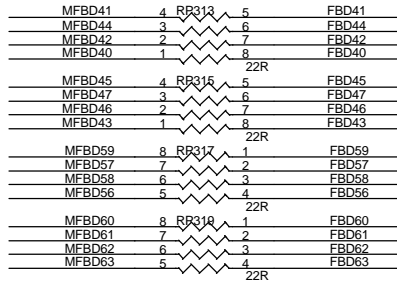 MFBD41 4 RP313 5 FBD41
MFBD44 3 6 FBD44
MFBD42 2 7 FBD42
MFBD40 1 8 FBD40
22R
MFBD45 4 RP315 5 FBD45
MFBD47 3 6 FBD47
MFBD46 2 7 FBD46
MFBD43 1 8 FBD43
22R
MFBD59 8 RP317 1 FBD59
MFBD57 7 2 FBD57
MFBD58 6 3 FBD58
MFBD56 5 4 FBD56
22R
MFBD60 8 RP319 1 FBD60
MFBD61 7 2 FBD61
MFBD62 6 3 FBD62
MFBD63 5 4 FBD63
22R